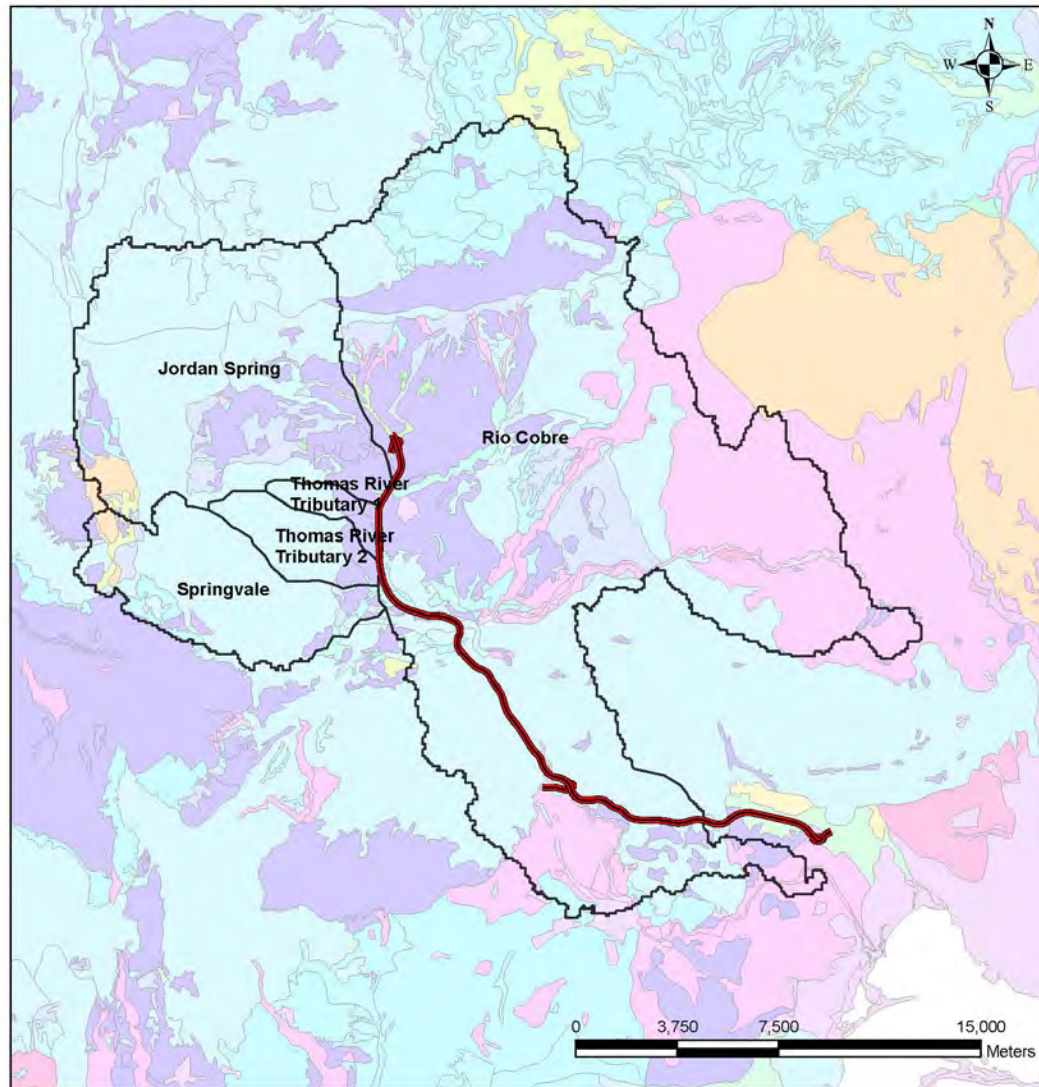 N
W E
S
Jordan Spring
Rio Cobre
Thomas River
Tributary
Thomas River
Tributary 2
Springvale
0 3,750 7,500 15,000
Meters